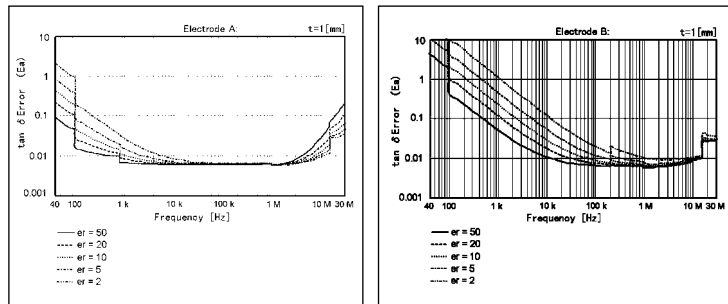 Electrode A: t=1[mm]
10
1
0.1
0.01
0.001
tan δ Error (Ea)
40 100 1 k 10 k 100 k 1 M 10 M 30 M
Frequency [Hz]
er = 50
er = 20
er = 10
er = 5
er = 2
Electrode B: t=1[mm]
10
1
0.1
0.01
0.001
tan δ Error (Ea)
40 100 1 k 10 k 100 k 1 M 10 M 30 M
Frequency [Hz]
er = 50
er = 20
er = 10
er = 5
er = 2